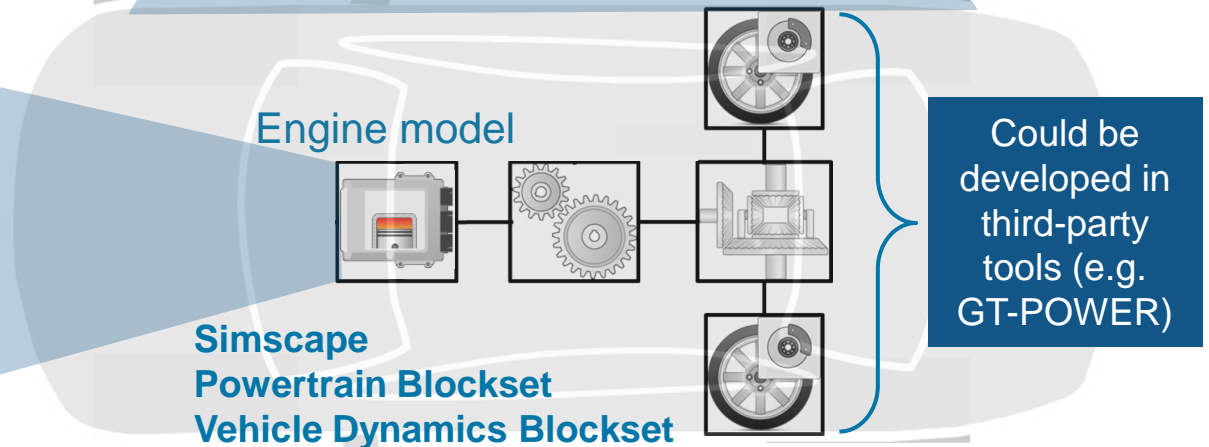 Engine model
Could be
developed in
third-party
tools (e.g.
GT-POWER)
Simscape
Powertrain Blockset
Vehicle Dynamics Blockset